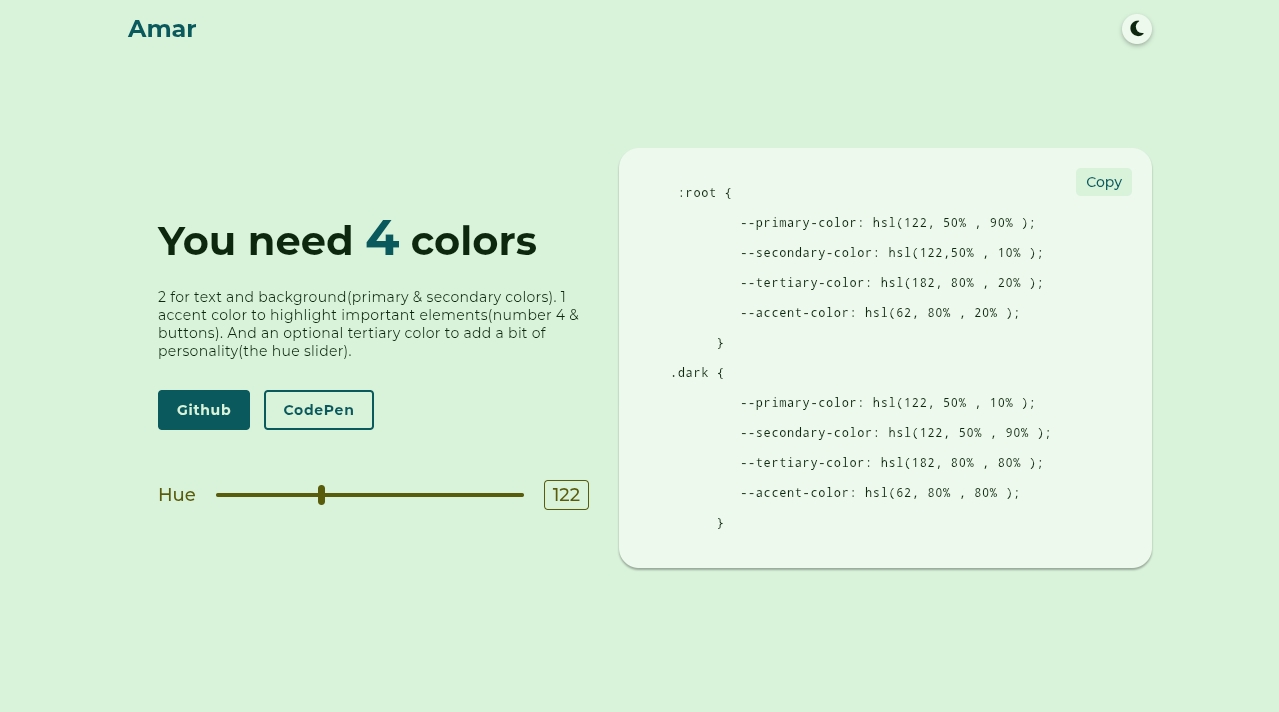 Amar
You need 4 colors
2 for text and background(primary & secondary colors). 1
accent color to highlight important elements(number 4 &
buttons). And an optional tertiary color to add a bit of
personality(the hue slider).
Github
CodePen
Hue
122
Copy
:root {
--primary-color: hsl(122, 50% , 90% );
--secondary-color: hsl(122,50% , 10% );
--tertiary-color: hsl(182, 80% , 20% );
--accent-color: hsl(62, 80% , 20% );
}
.dark {
--primary-color: hsl(122, 50% , 10% );
--secondary-color: hsl(122, 50% , 90% );
--tertiary-color: hsl(182, 80% , 80% );
--accent-color: hsl(62, 80% , 80% );
}